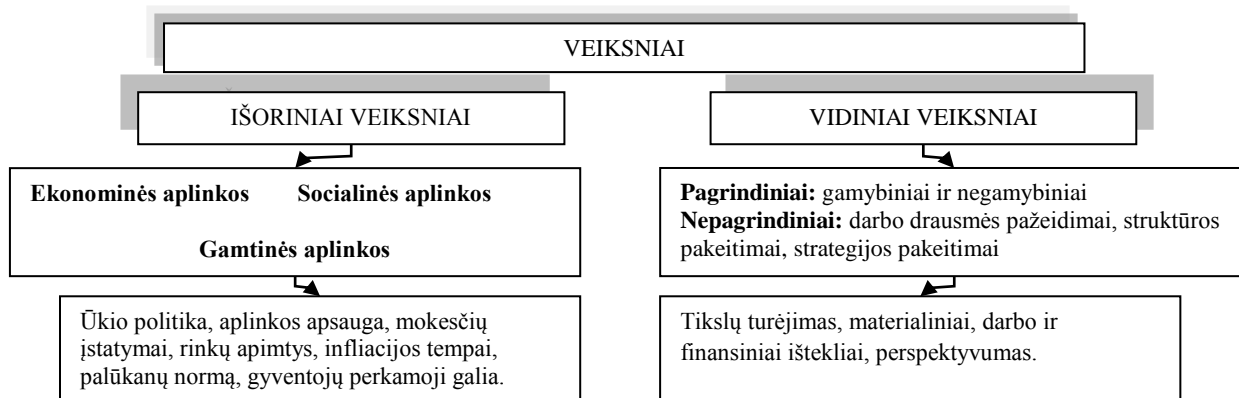 VEIKSNIAI
IŠORINIAI VEIKSNIAI
VIDINIAI VEIKSNIAI
Ekonominės aplinkos Socialinės aplinkos
Gamtinės aplinkos
Pagrindiniai: gamybiniai ir negamybiniai
Nepagrindiniai: darbo drausmės pažeidimai, struktūros
pakeitimai, strategijos pakeitimai
Ūkio politika, aplinkos apsauga, mokesčių
įstatymai, rinkų apimtys, infliacijos tempai,
palūkanų normą, gyventojų perkamoji galia.
Tikslų turėjimas, materialiniai, darbo ir
finansiniai ištekliai, perspektyvumas.